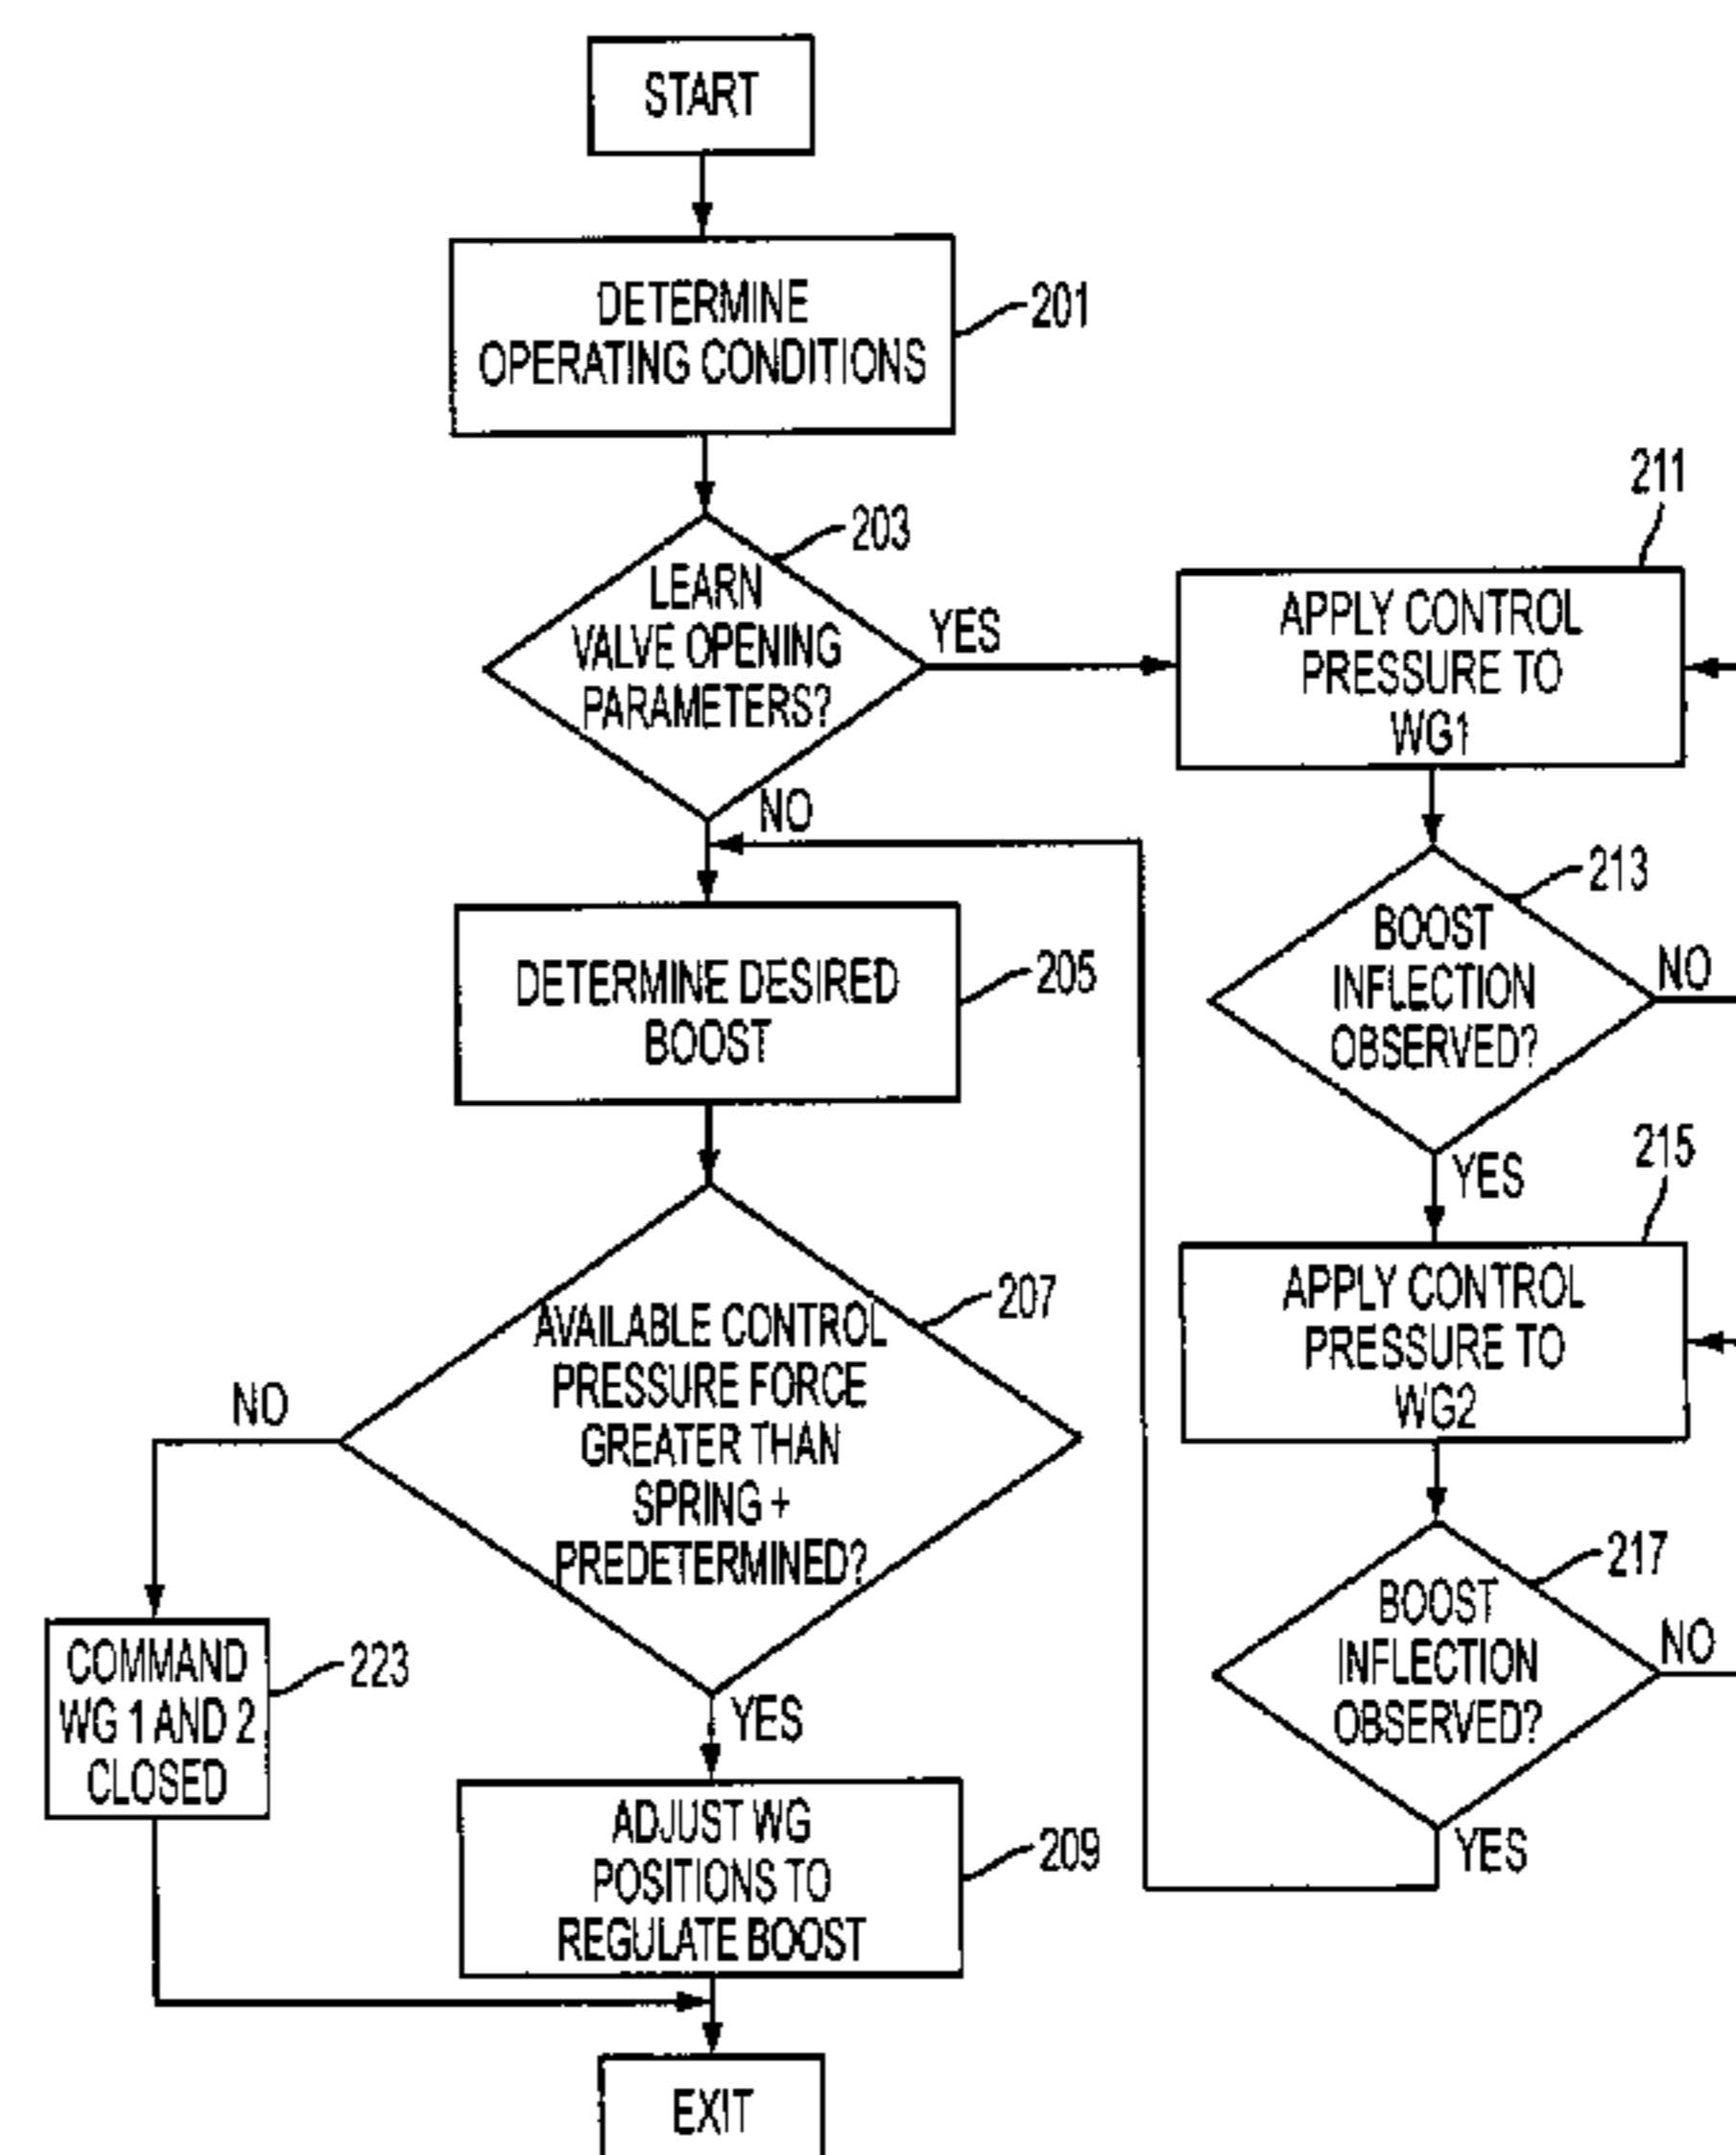 START
DETERMINE
OPERATING CONDITIONS
201
203
LEARN
VALVE OPENING
PARAMETERS?
YES
NO
DETERMINE DESIRED
BOOST
205
207
AVAILABLE CONTROL
PRESSURE FORCE
GREATER THAN
SPRING +
PREDETERMINED?
NO
YES
COMMAND
WG 1 AND 2
CLOSED
223
ADJUST WG
POSITIONS TO
REGULATE BOOST
209
EXIT
211
APPLY CONTROL
PRESSURE TO
WG1
213
BOOST
INFLECTION
OBSERVED?
NO
YES
215
APPLY CONTROL
PRESSURE TO
WG2
217
BOOST
INFLECTION
OBSERVED?
NO
YES